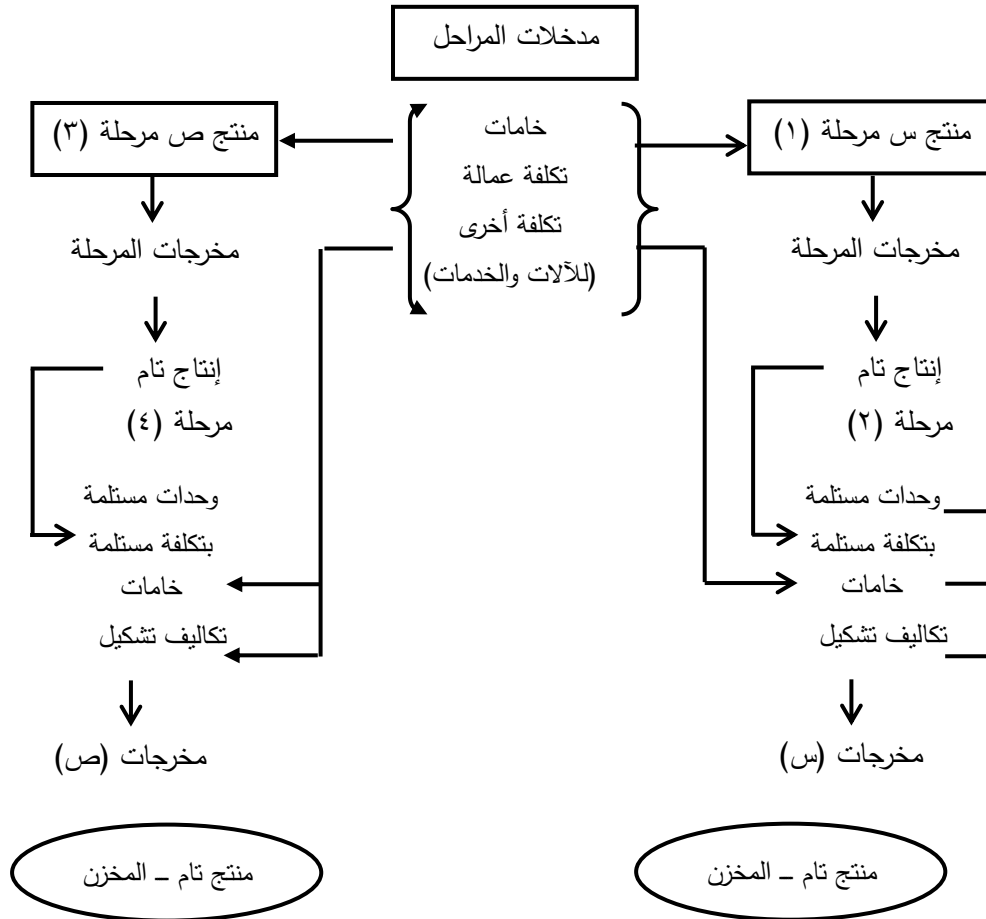 مدخلات المراحل
خامات
تكلفة عمالة
تكلفة أخرى
(للآلات والخدمات)
منتج س مرحلة (١)
مخرجات المرحلة
إنتاج تام
مرحلة (٢)
وحدات مستلمة
بتكلفة مستلمة
خامات
تكاليف تشكيل
مخرجات (س)
منتج تام – المخزن
منتج ص مرحلة (٣)
مخرجات المرحلة
إنتاج تام
مرحلة (٤)
وحدات مستلمة
بتكلفة مستلمة
خامات
تكاليف تشكيل
مخرجات (ص)
منتج تام – المخزن